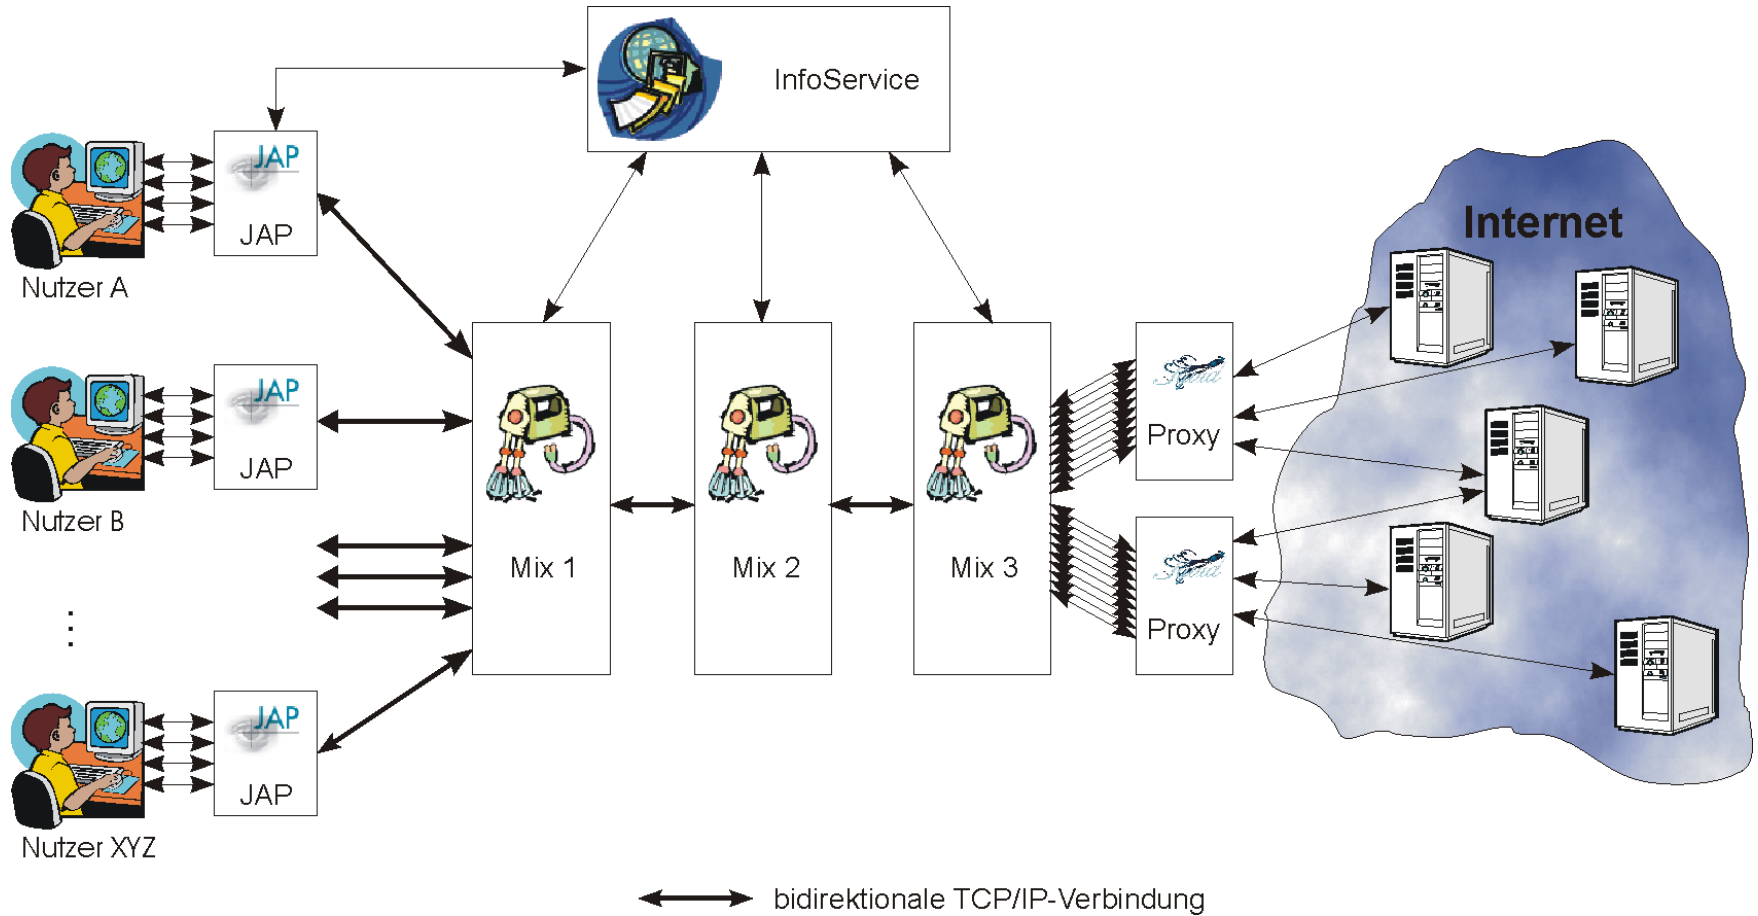 InfoService
JAP
JAP
Nutzer A
Internet
JAP
JAP
Nutzer B
Proxy
Mix 1
Mix 2
Mix 3
Proxy
JAP
JAP
Nutzer XYZ
bidirektionale TCP/IP-Verbindung